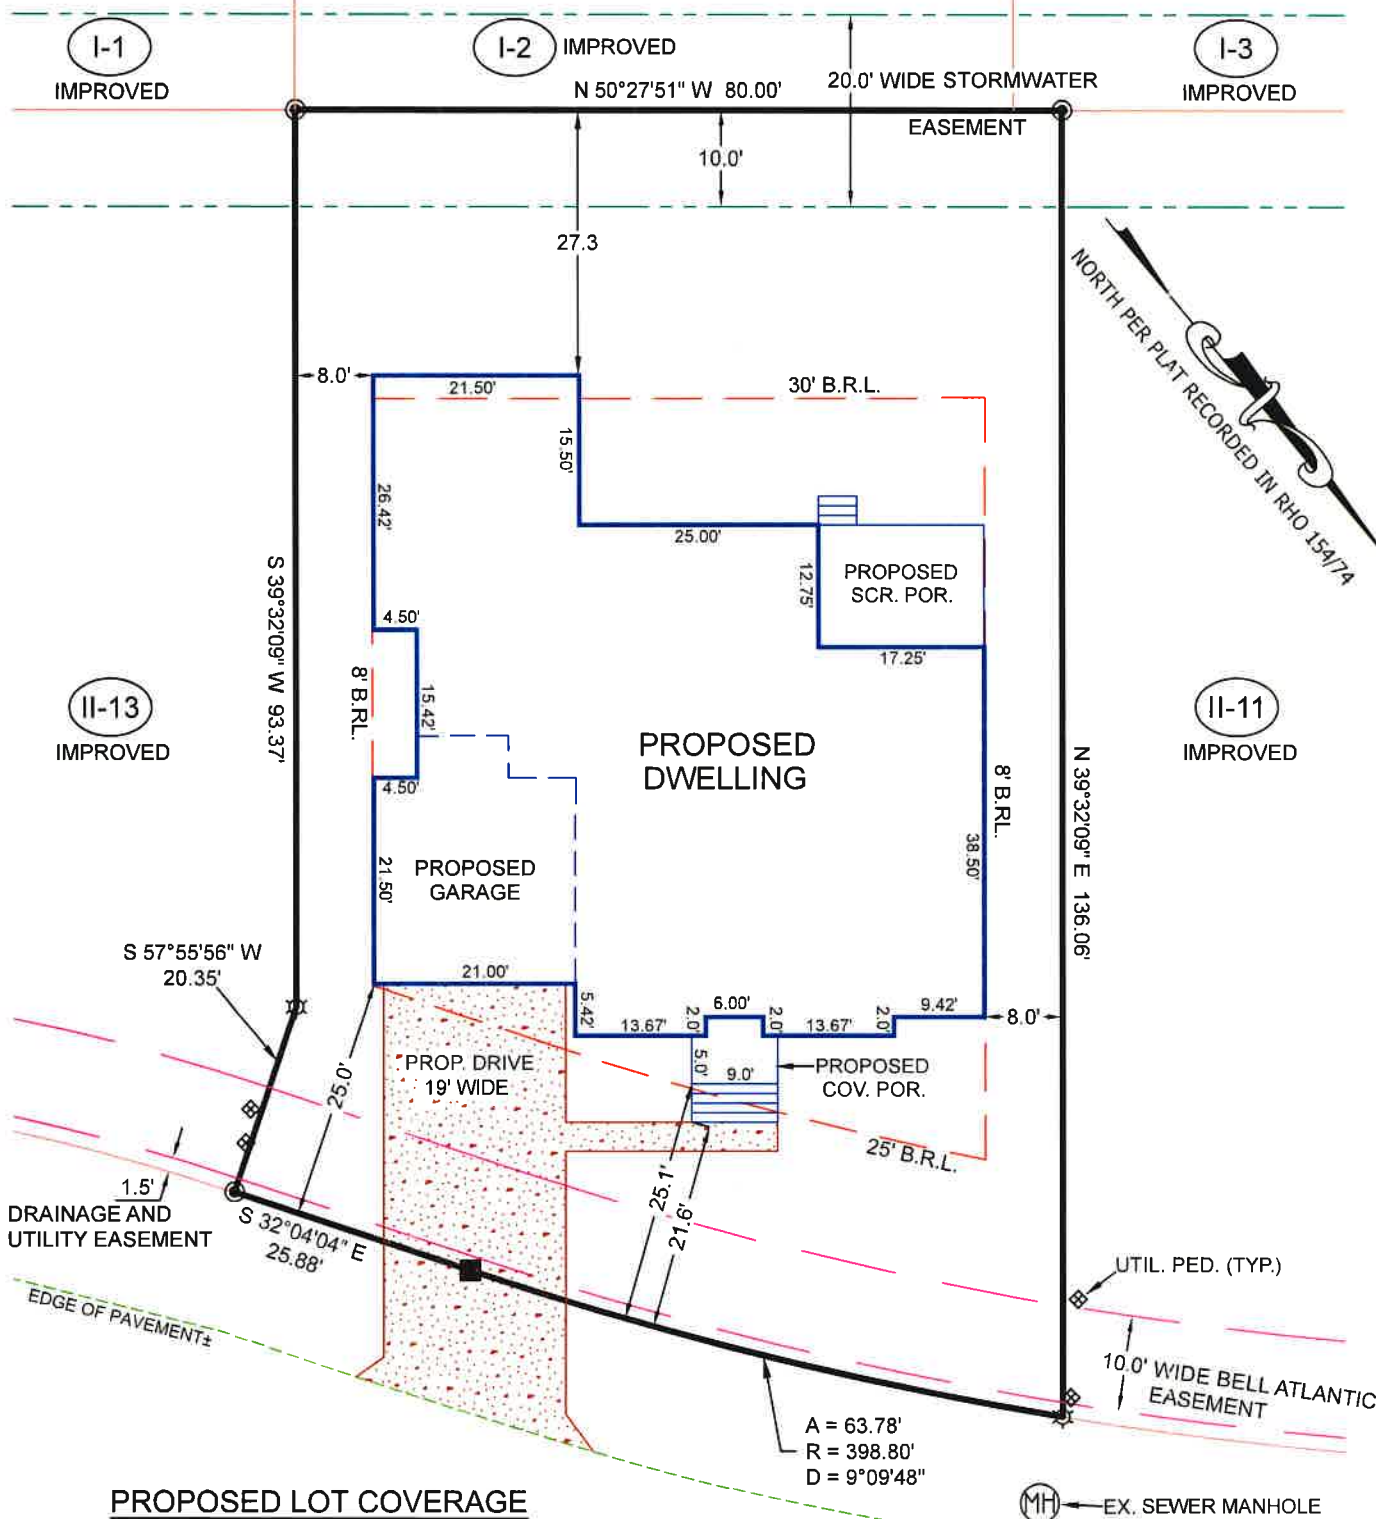 I-1
IMPROVED
I-2
IMPROVED
I-3
IMPROVED
N 50°27'51" W 80.00'
20.0' WIDE STORMWATER
EASEMENT
10.0'
27.3
NORTH PER PLAT RECORDED IN RHO 154/74
8.0'
21.50'
30' B.R.L.
15.50'
26.42'
25.00'
12.75'
PROPOSED
SCR. POR.
17.25'
4.50'
S 39°32'09" W 93.37'
8' B.RL.
15.42'
4.50'
II-13
IMPROVED
PROPOSED
DWELLING
II-11
IMPROVED
8' B.RL.
N 39°32'09" E 136.06'
38.50'
21.50'
PROPOSED
GARAGE
S 57°55'56" W
20.35'
21.00'
5.42'
13.67'
2.0'
6.00'
2.0'
13.67'
2.0'
9.42'
8.0'
25.0'
PROP. DRIVE
19' WIDE
5.0'
9.0'
PROPOSED
COV. POR.
25' B.R.L.
25.1'
21.6'
1.5'
DRAINAGE AND
UTILITY EASEMENT
S 32°04'04" E
25.88'
EDGE OF PAVEMENT±
UTIL. PED. (TYP.)
10.0' WIDE BELL ATLANTIC
EASEMENT
A = 63.78'
R = 398.80'
D = 9°09'48"
PROPOSED LOT COVERAGE
MH
EX. SEWER MANHOLE